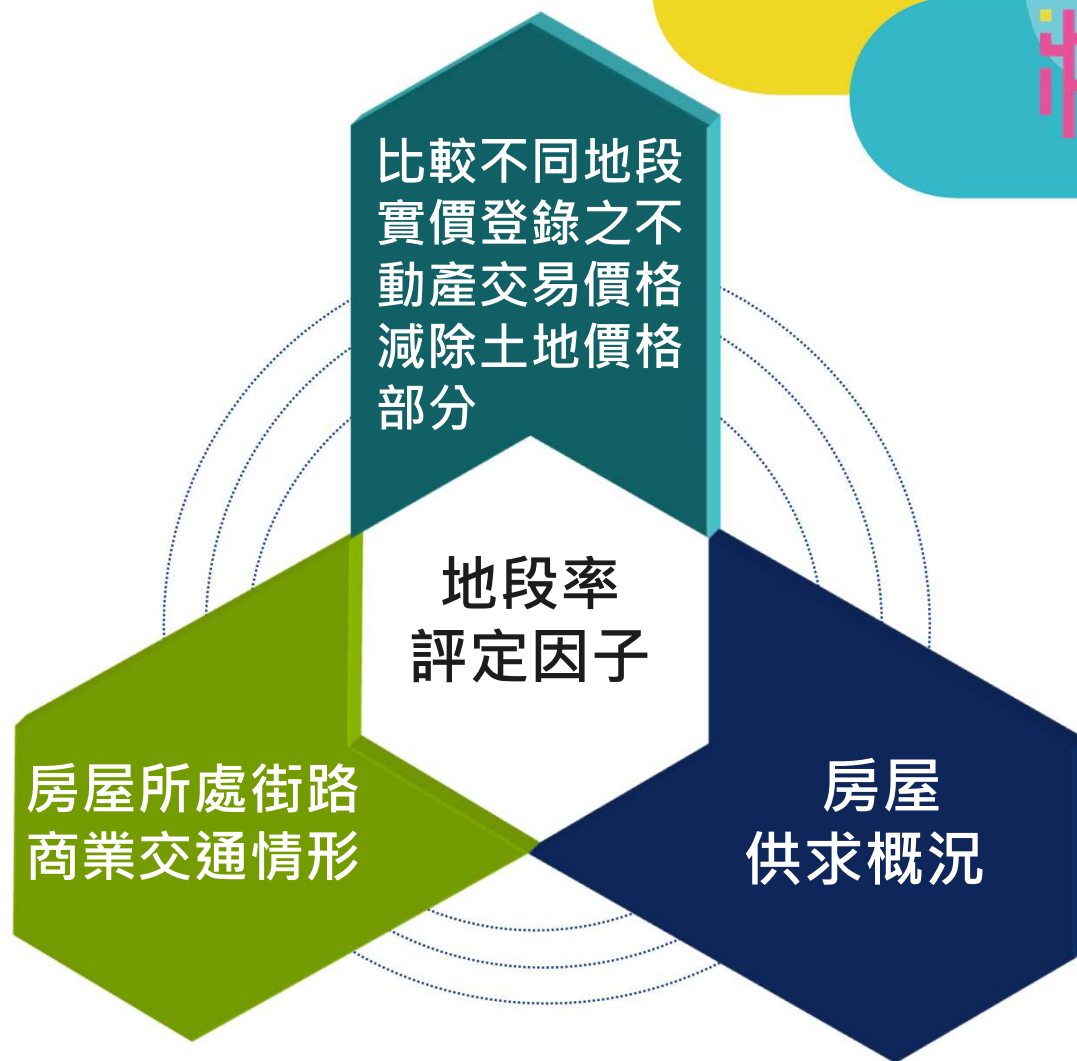 比較不同地段
實價登錄之不
動產交易價格
減除土地價格
部分
地段率
評定因子
房屋所處街路
商業交通情形
房屋
供求概況